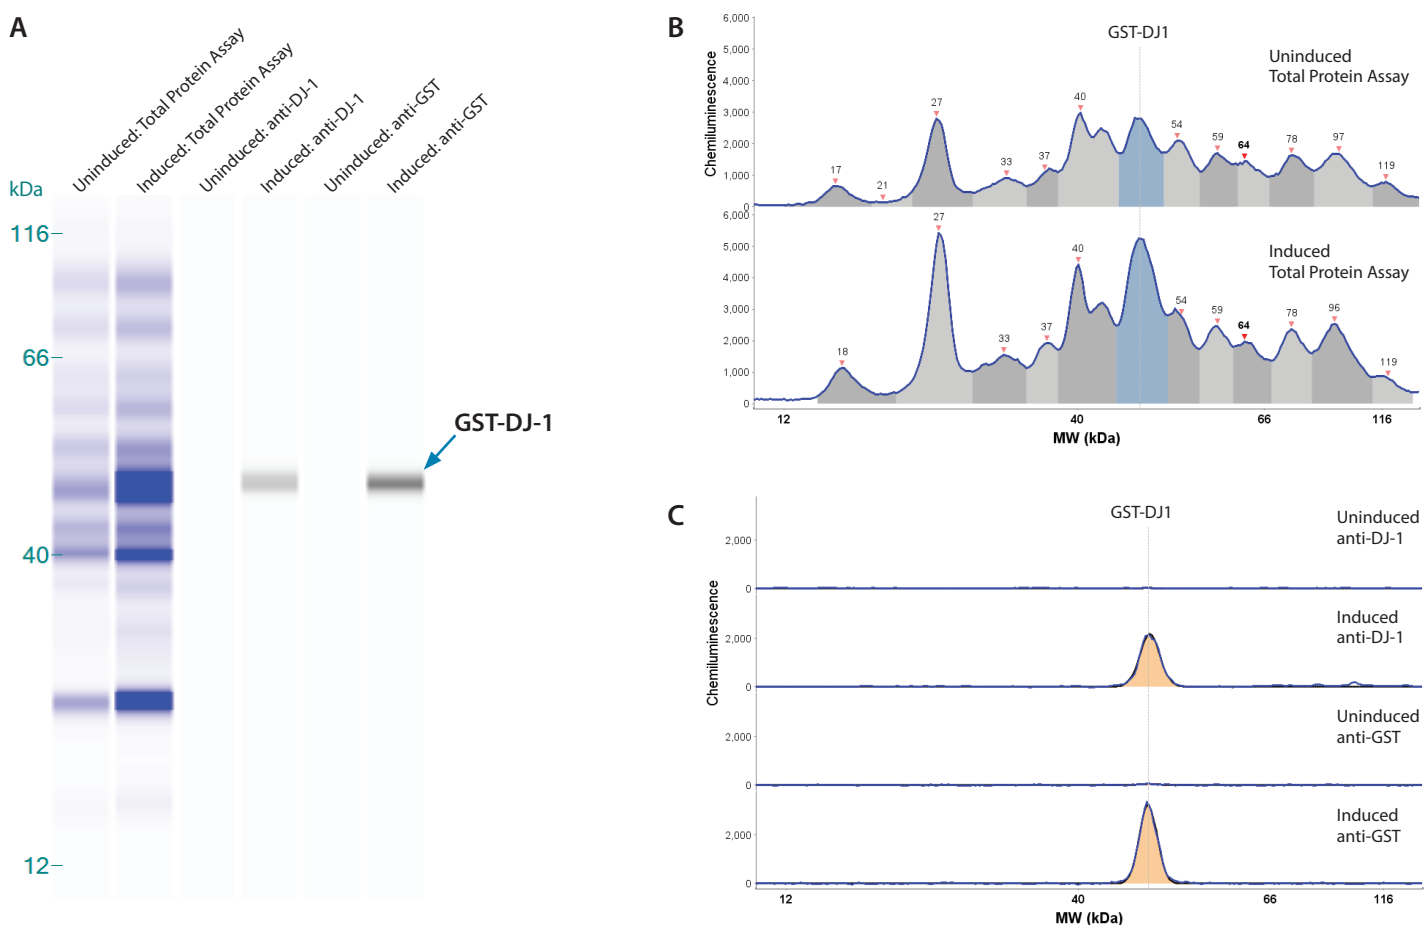 A
Uninduced: Total Protein Assay
Induced: Total Protein Assay
Uninduced: anti-DJ-1
Induced: anti-DJ-1
Uninduced: anti-GST
Induced: anti-GST
kDa
116
66
40
12
GST-DJ-1
B
GST-DJ1
Uninduced
Total Protein Assay
Chemiluminescence
6,000
5,000
4,000
3,000
2,000
1,000
0
17
21
27
33
37
40
54
59
64
78
97
119
Induced
Total Protein Assay
6,000
5,000
4,000
3,000
2,000
1,000
0
18
27
33
37
40
54
59
64
78
96
119
12
40
66
116
MW (kDa)
C
GST-DJ1
Chemiluminescence
Uninduced
anti-DJ-1
2,000
0
Induced
anti-DJ-1
2,000
0
Uninduced
anti-GST
2,000
0
Induced
anti-GST
2,000
0
12
40
66
116
MW (kDa)